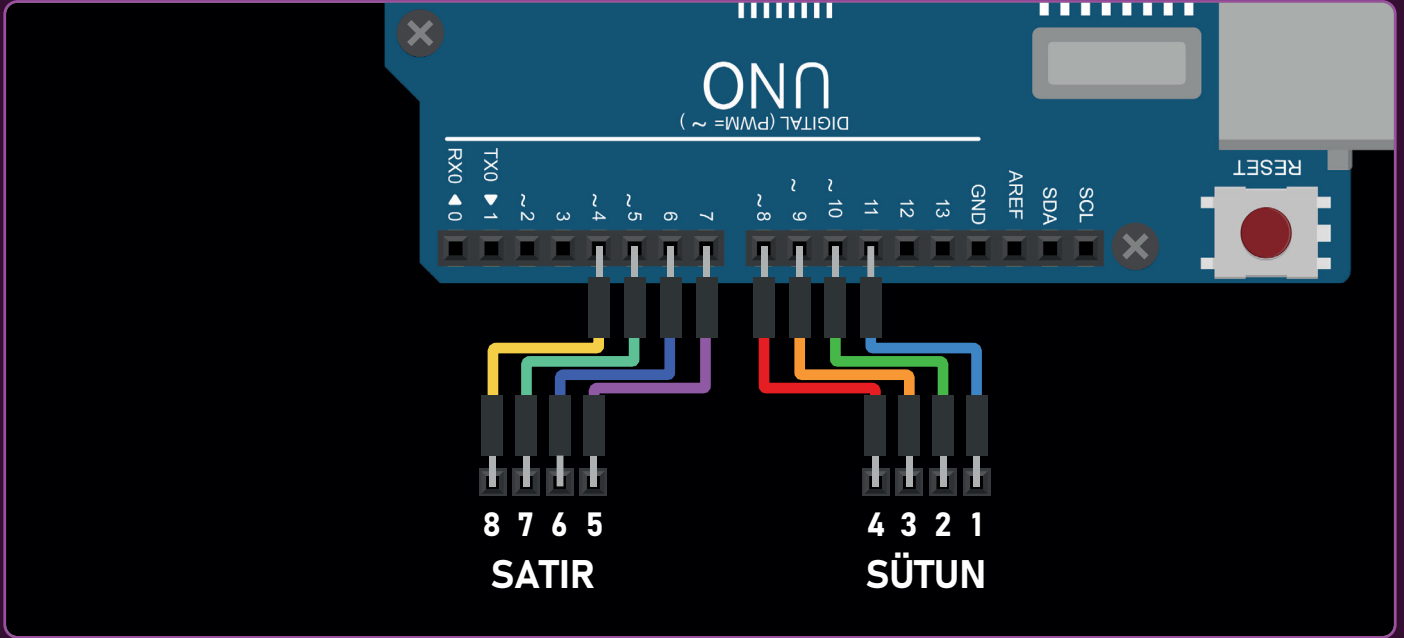 UNO
DIGITAL (PWM= ~ )
RESET
RX0 ▶ 0
TX0 ▶ 1
~ 2
3
~ 4
~ 5
6
7
~ 8
~ 9
~ 10
11
12
13
GND
AREF
SDA
SCL
8 7 6 5
4 3 2 1
SATIR
SÜTUN